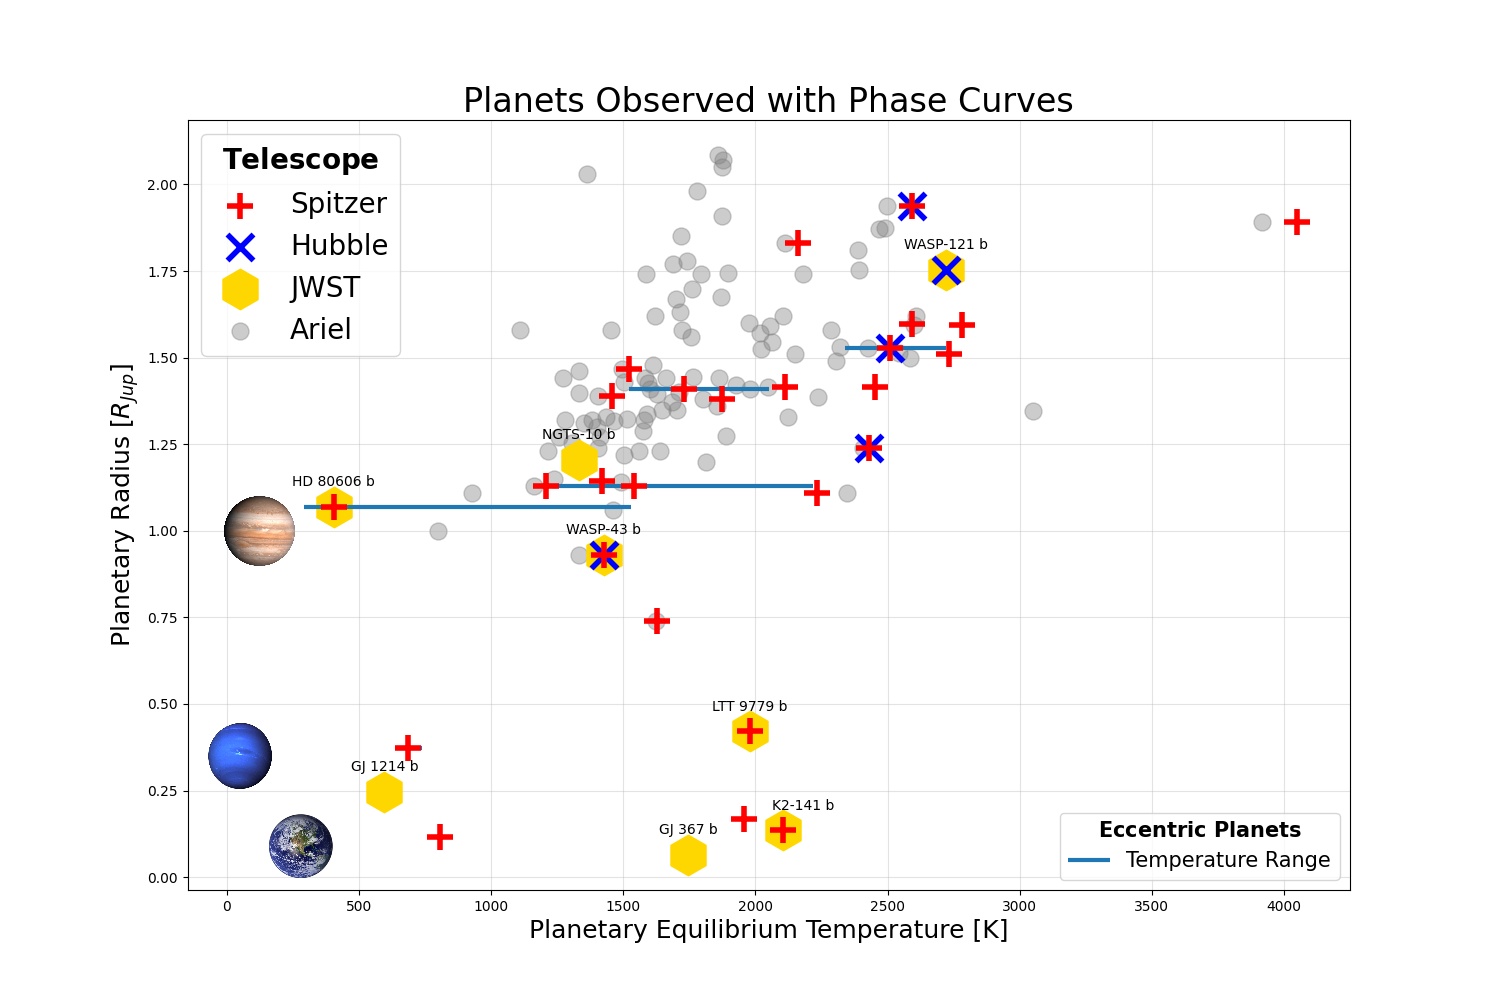 Planets Observed with Phase Curves
Telescope
Spitzer
Hubble
JWST
Ariel
WASP-121 b
NGTS-10 b
HD 80606 b
WASP-43 b
LTT 9779 b
GJ 1214 b
K2-141 b
GJ 367 b
Eccentric Planets
Temperature Range
Planetary Radius [R_Jup]
2.00
1.75
1.50
1.25
1.00
0.75
0.50
0.25
0.00
0 500 1000 1500 2000 2500 3000 3500 4000
Planetary Equilibrium Temperature [K]